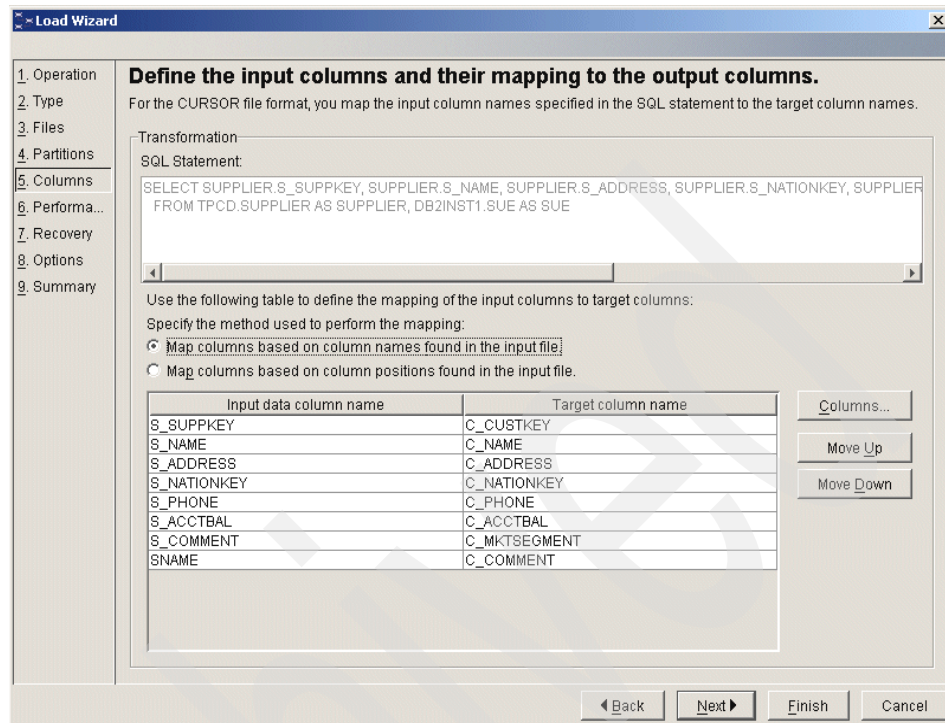 Load Wizard
1. Operation
2. Type
3. Files
4. Partitions
5. Columns
6. Performa...
7. Recovery
8. Options
9. Summary
Define the input columns and their mapping to the output columns.
For the CURSOR file format, you map the input column names specified in the SQL statement to the target column names.
Transformation
SQL Statement:
SELECT SUPPLIER.S_SUPPKEY, SUPPLIER.S_NAME, SUPPLIER.S_ADDRESS, SUPPLIER.S_NATIONKEY, SUPPLIER
FROM TPCD.SUPPLIER AS SUPPLIER, DB2INST1.SUE AS SUE
Use the following table to define the mapping of the input columns to target columns:
Specify the method used to perform the mapping:
Map columns based on column names found in the input file.
Map columns based on column positions found in the input file.
Input data column name Target column name
S_SUPPKEY C_CUSTKEY
S_NAME C_NAME
S_ADDRESS C_ADDRESS
S_NATIONKEY C_NATIONKEY
S_PHONE C_PHONE
S_ACCTBAL C_ACCTBAL
S_COMMENT C_MKTSEGMENT
SNAME C_COMMENT
Columns...
Move Up
Move Down
Back Next Finish Cancel